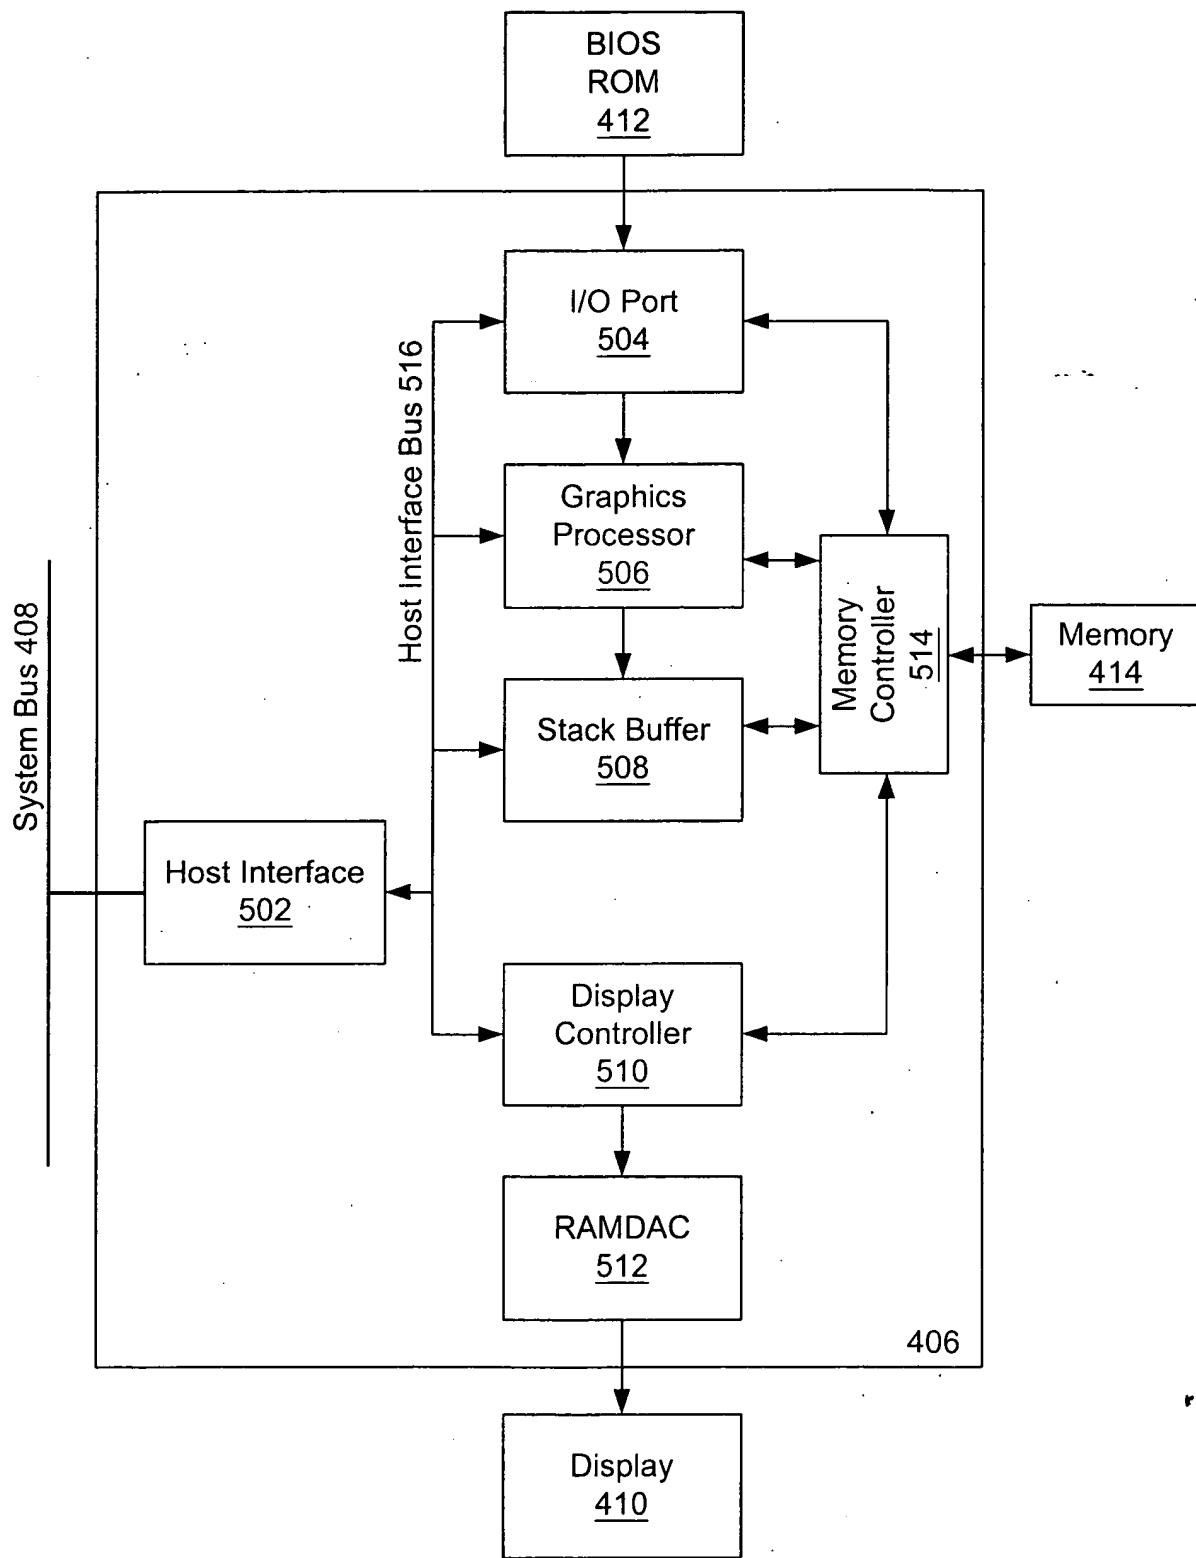 BIOS
ROM
412
I/O Port
504
Host Interface Bus 516
Graphics
Processor
506
Memory
Controller
514
Memory
414
System Bus 408
Stack Buffer
508
Host Interface
502
Display
Controller
510
RAMDAC
512
406
Display
410